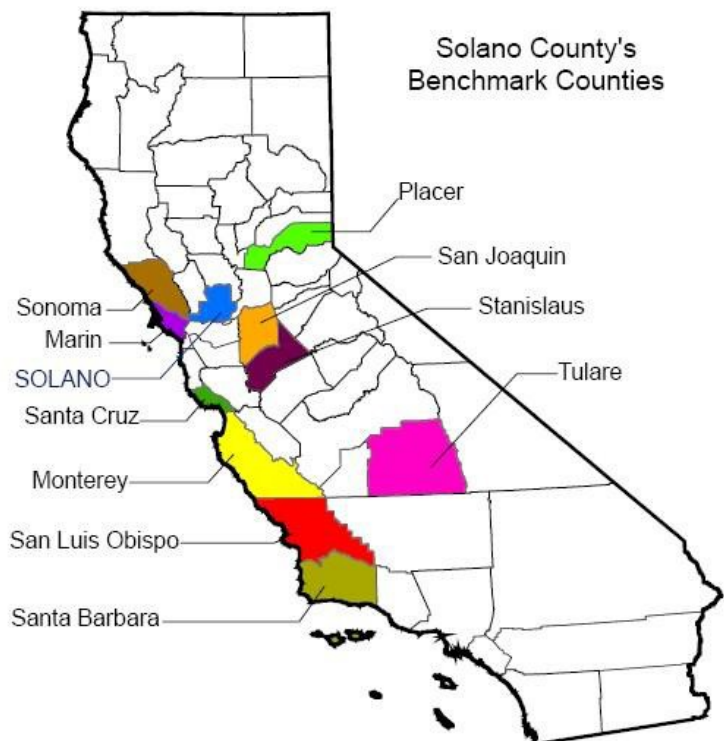 Solano County's
Benchmark Counties
Placer
San Joaquin
Sonoma
Stanislaus
Marin
SOLANO
Tulare
Santa Cruz
Monterey
San Luis Obispo
Santa Barbara